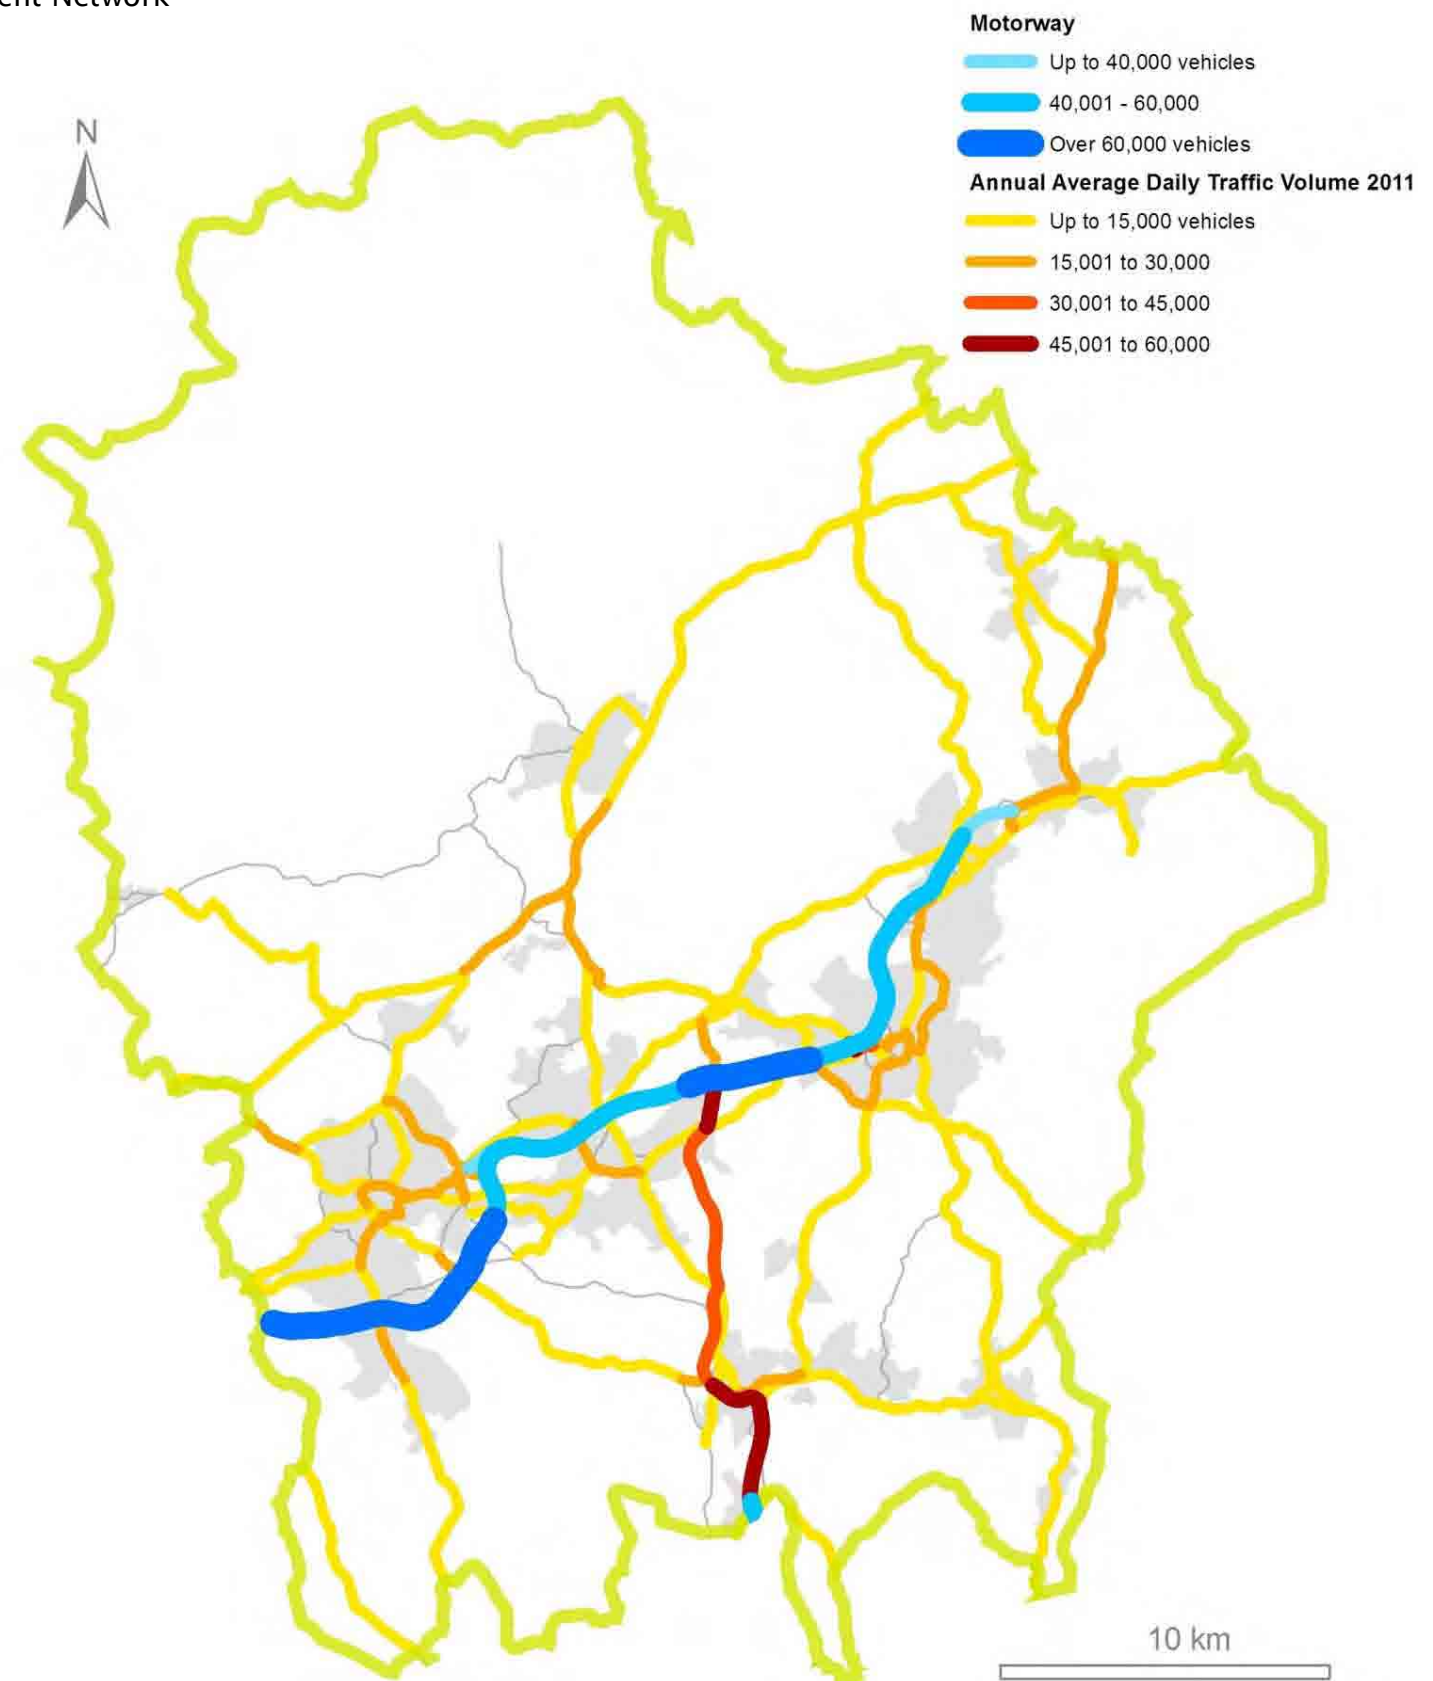 ent Network
Motorway
Up to 40,000 vehicles
40,001 - 60,000
Over 60,000 vehicles
Annual Average Daily Traffic Volume 2011
Up to 15,000 vehicles
15,001 to 30,000
30,001 to 45,000
45,001 to 60,000
N
10 km